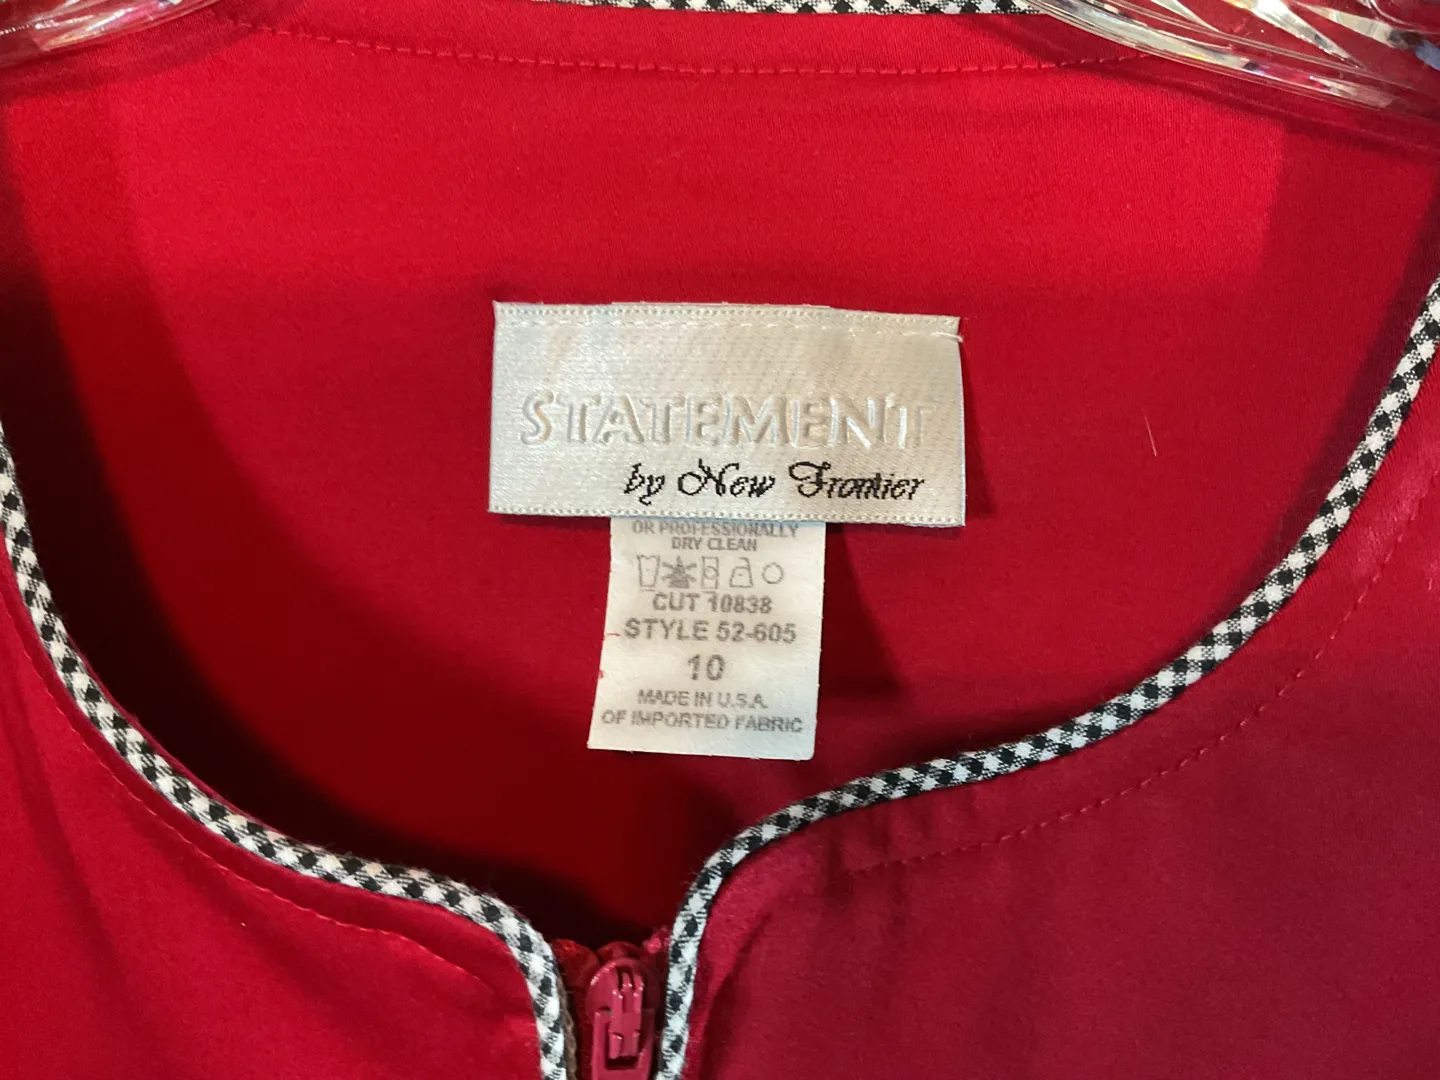 STATEMENT
by New Frontier
OR PROFESSIONALLY
DRY CLEAN
CUT 10838
STYLE 52-605
10
MADE IN U.S.A.
OF IMPORTED FABRIC